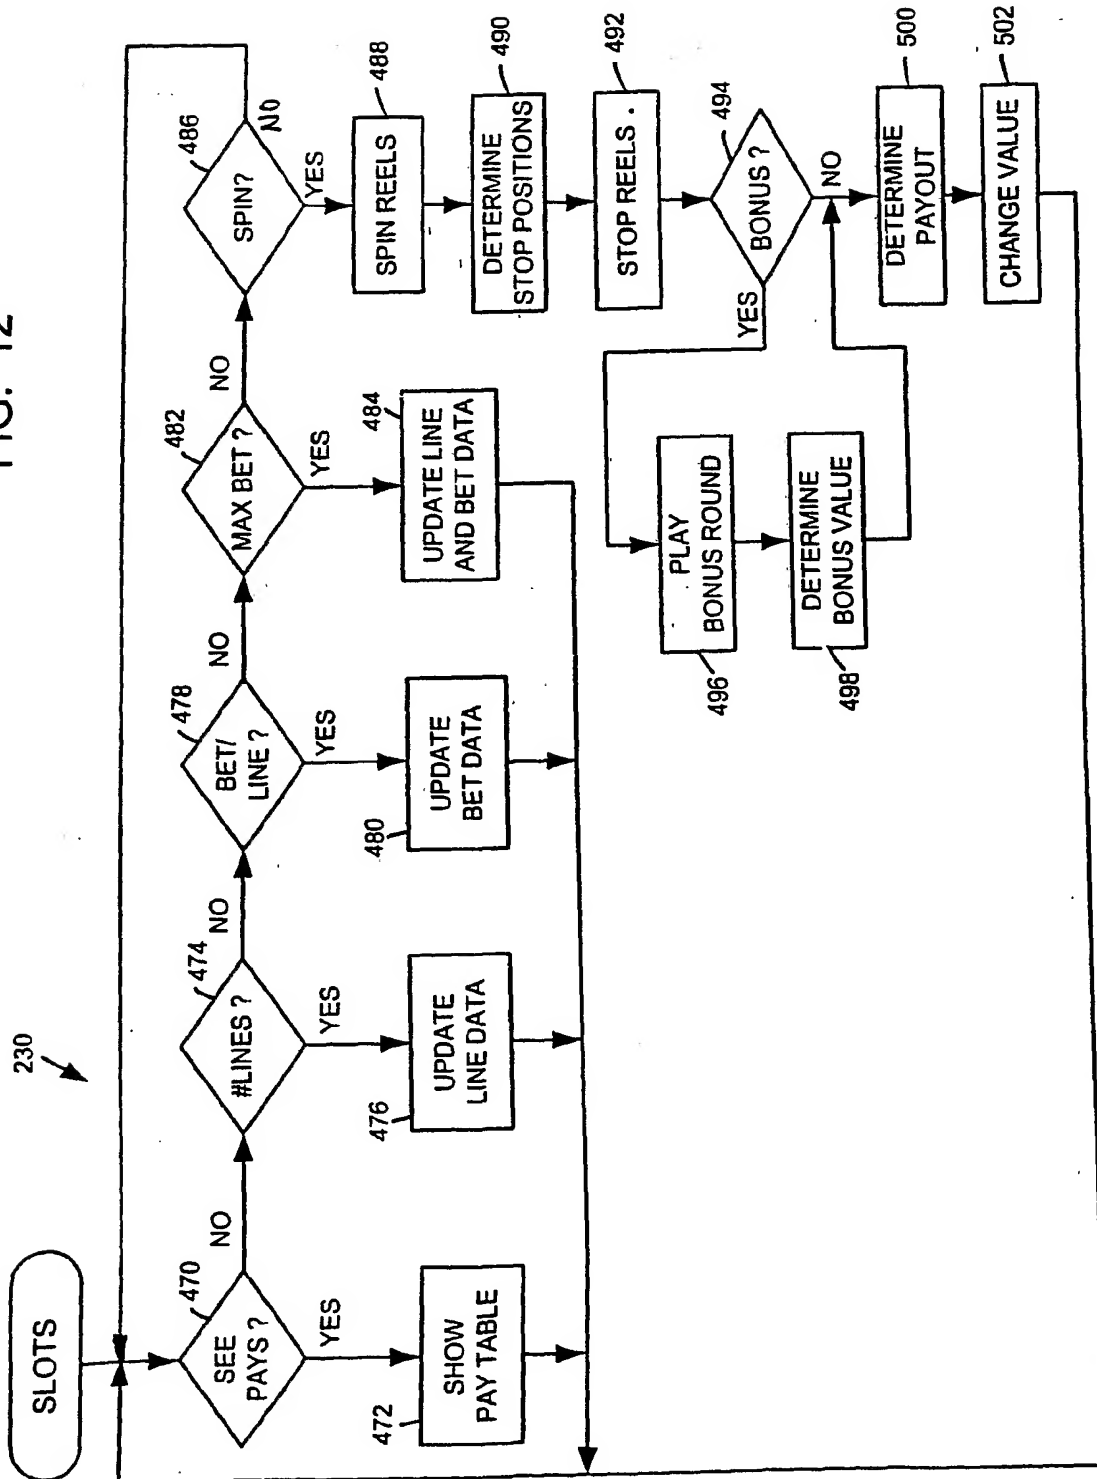 FIG. 12
230
SLOTS
470
SEE
PAYS ?
NO
YES
472
SHOW
PAY TABLE
474
#LINES ?
NO
YES
476
UPDATE
LINE DATA
478
BET/
LINE ?
NO
YES
480
UPDATE
BET DATA
482
MAX BET ?
NO
YES
484
UPDATE LINE
AND BET DATA
486
SPIN?
NO
YES
488
SPIN REELS
490
DETERMINE
STOP POSITIONS
492
STOP REELS .
494
BONUS ?
YES
NO
496
PLAY
BONUS ROUND
498
DETERMINE
BONUS VALUE
500
DETERMINE
PAYOUT
502
CHANGE VALUE